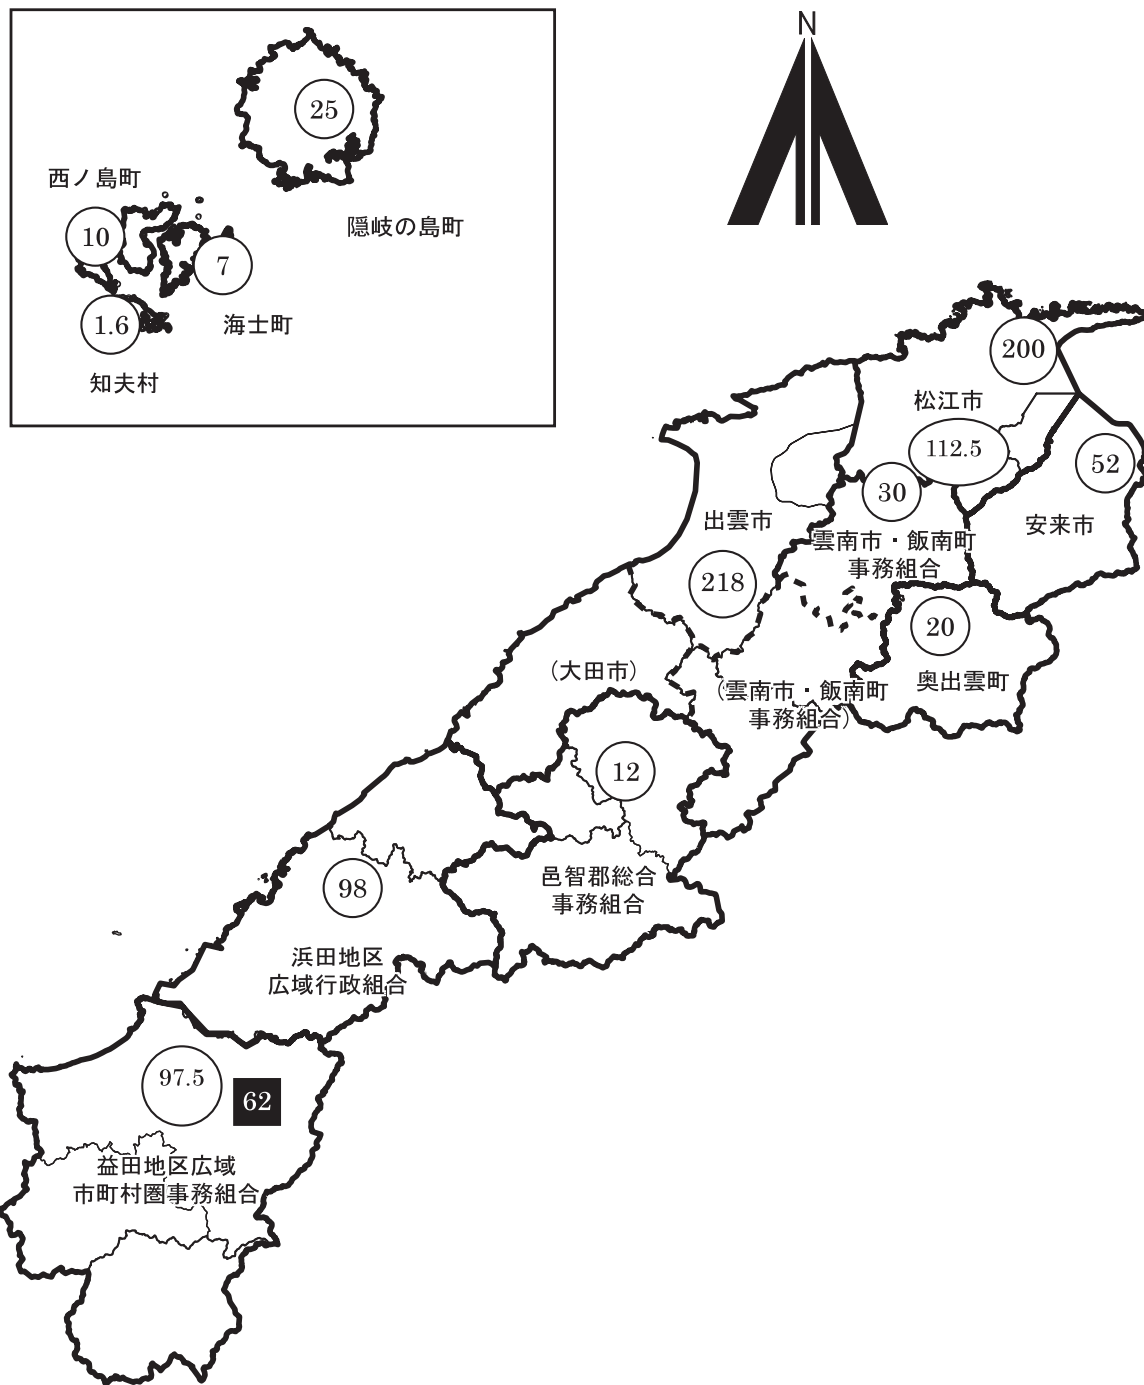 N
25
西ノ島町
隠岐の島町
10
7
1.6
海士町
知夫村
200
松江市
112.5
52
30
出雲市
安来市
雲南市・飯南町
事務組合
218
20
(大田市)
奥出雲町
(雲南市・飯南町
事務組合)
12
邑智郡総合
事務組合
98
浜田地区
広域行政組合
97.5
62
益田地区広域
市町村圏事務組合